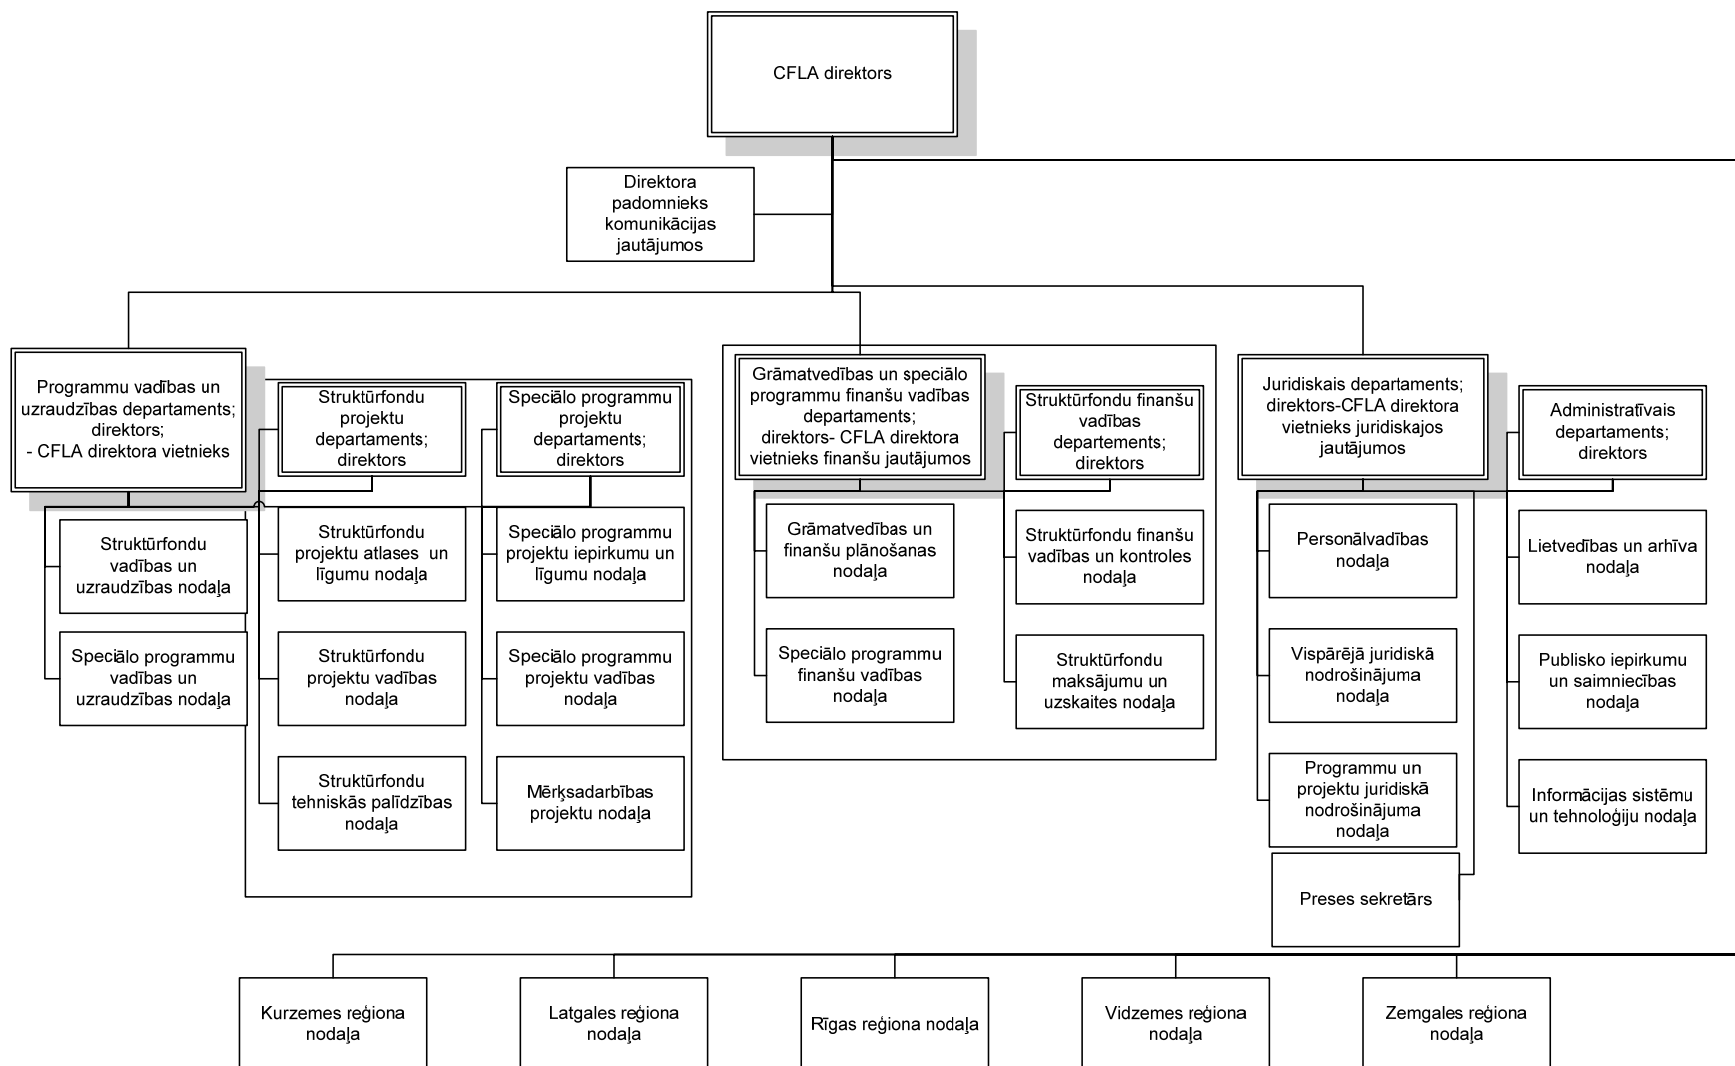 CFLA direktors
Direktora
padomnieks
komunikācijas
jautājumos
Programmu vadības un
uzraudzības departaments;
direktors;
- CFLA direktora vietnieks
Struktūrfondu
projektu
departaments;
direktors
Speciālo programmu
projektu
departaments;
direktors
Grāmatvedības un speciālo
programmu finanšu vadības
departaments;
direktors- CFLA direktora
vietnieks finanšu jautājumos
Struktūrfondu finanšu
vadības
departements;
direktors
Juridiskais departaments;
direktors-CFLA direktora
vietnieks juridiskajos
jautājumos
Administratīvais
departaments;
direktors
Struktūrfondu
vadības un
uzraudzības nodaļa
Struktūrfondu
projektu atlases un
līgumu nodaļa
Speciālo programmu
projektu iepirkumu un
līgumu nodaļa
Grāmatvedības un
finanšu plānošanas
nodaļa
Struktūrfondu finanšu
vadības un kontroles
nodaļa
Personālvadības
nodaļa
Lietvedības un arhīva
nodaļa
Speciālo programmu
vadības un
uzraudzības nodaļa
Struktūrfondu
projektu vadības
nodaļa
Speciālo programmu
projektu vadības
nodaļa
Speciālo programmu
finanšu vadības
nodaļa
Struktūrfondu
maksājumu un
uzskaites nodaļa
Vispārējā juridiskā
nodrošinājuma
nodaļa
Publisko iepirkumu
un saimniecības
nodaļa
Struktūrfondu
tehniskās palīdzības
nodaļa
Mērķsadarbības
projektu nodaļa
Programmu un
projektu juridiskā
nodrošinājuma
nodaļa
Informācijas sistēmu
un tehnoloģiju nodaļa
Preses sekretārs
Kurzemes reģiona
nodaļa
Latgales reģiona
nodaļa
Rīgas reģiona nodaļa
Vidzemes reģiona
nodaļa
Zemgales reģiona
nodaļa